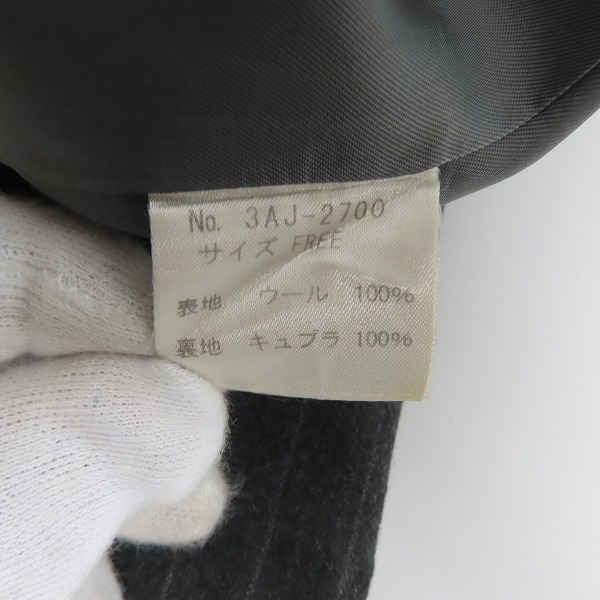 No. 3AJ-2700
サイズ FREE
表地 ウール 100%
裏地 キュプラ 100%